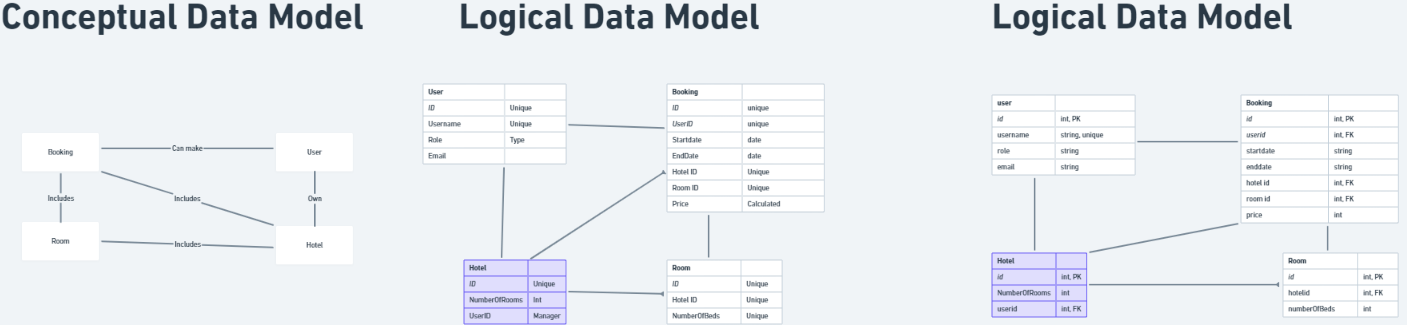 Conceptual Data Model
Booking
Can make
User
Includes
Includes
Own
Room
Includes
Hotel
Logical Data Model
User
ID Unique
Username Unique
Role Type
Email
Booking
ID unique
UserID unique
Startdate date
EndDate date
Hotel ID Unique
Room ID Unique
Price Calculated
Hotel
ID Unique
NumberOfRooms Int
UserID Manager
Room
ID Unique
Hotel ID Unique
NumberOfBeds Unique
Logical Data Model
user
id int, PK
username string, unique
role string
email string
Booking
id int, PK
userid int, FK
startdate string
enddate string
hotel id int, FK
room id int, FK
price int
Hotel
id int, PK
NumberOfRooms int
userid int, FK
Room
id int, PK
hotelid int, FK
numberOfBeds int